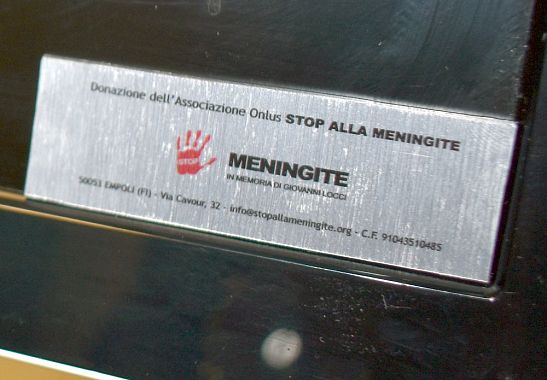 Donazione dell'Associazione Onlus STOP ALLA MENINGITE
STOP
MENINGITE
IN MEMORIA DI GIOVANNI LOCCI
50053 EMPOLI (FI) - Via Cavour, 32 - info@stopallameningite.org - C.F. 91043510485